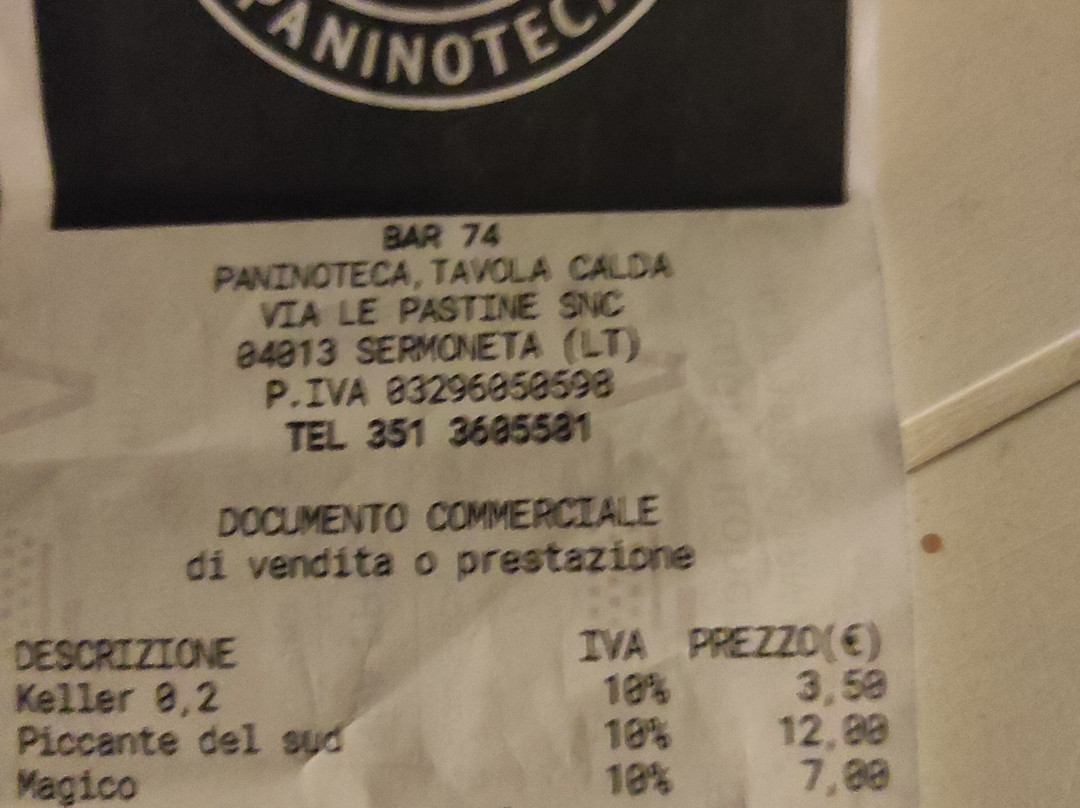 PANINOTEC
BAR 74
PANINOTECA, TAVOLA CALDA
VIA LE PASTINE SNC
04013 SERMONETA (LT)
P.IVA 03296050590
TEL 351 3605501
DOCUMENTO COMMERCIALE
di vendita o prestazione
DESCRIZIONE IVA PREZZO(€)
Keller 0,2 10% 3,50
Piccante del sud 10% 12,00
Magico 10% 7,00